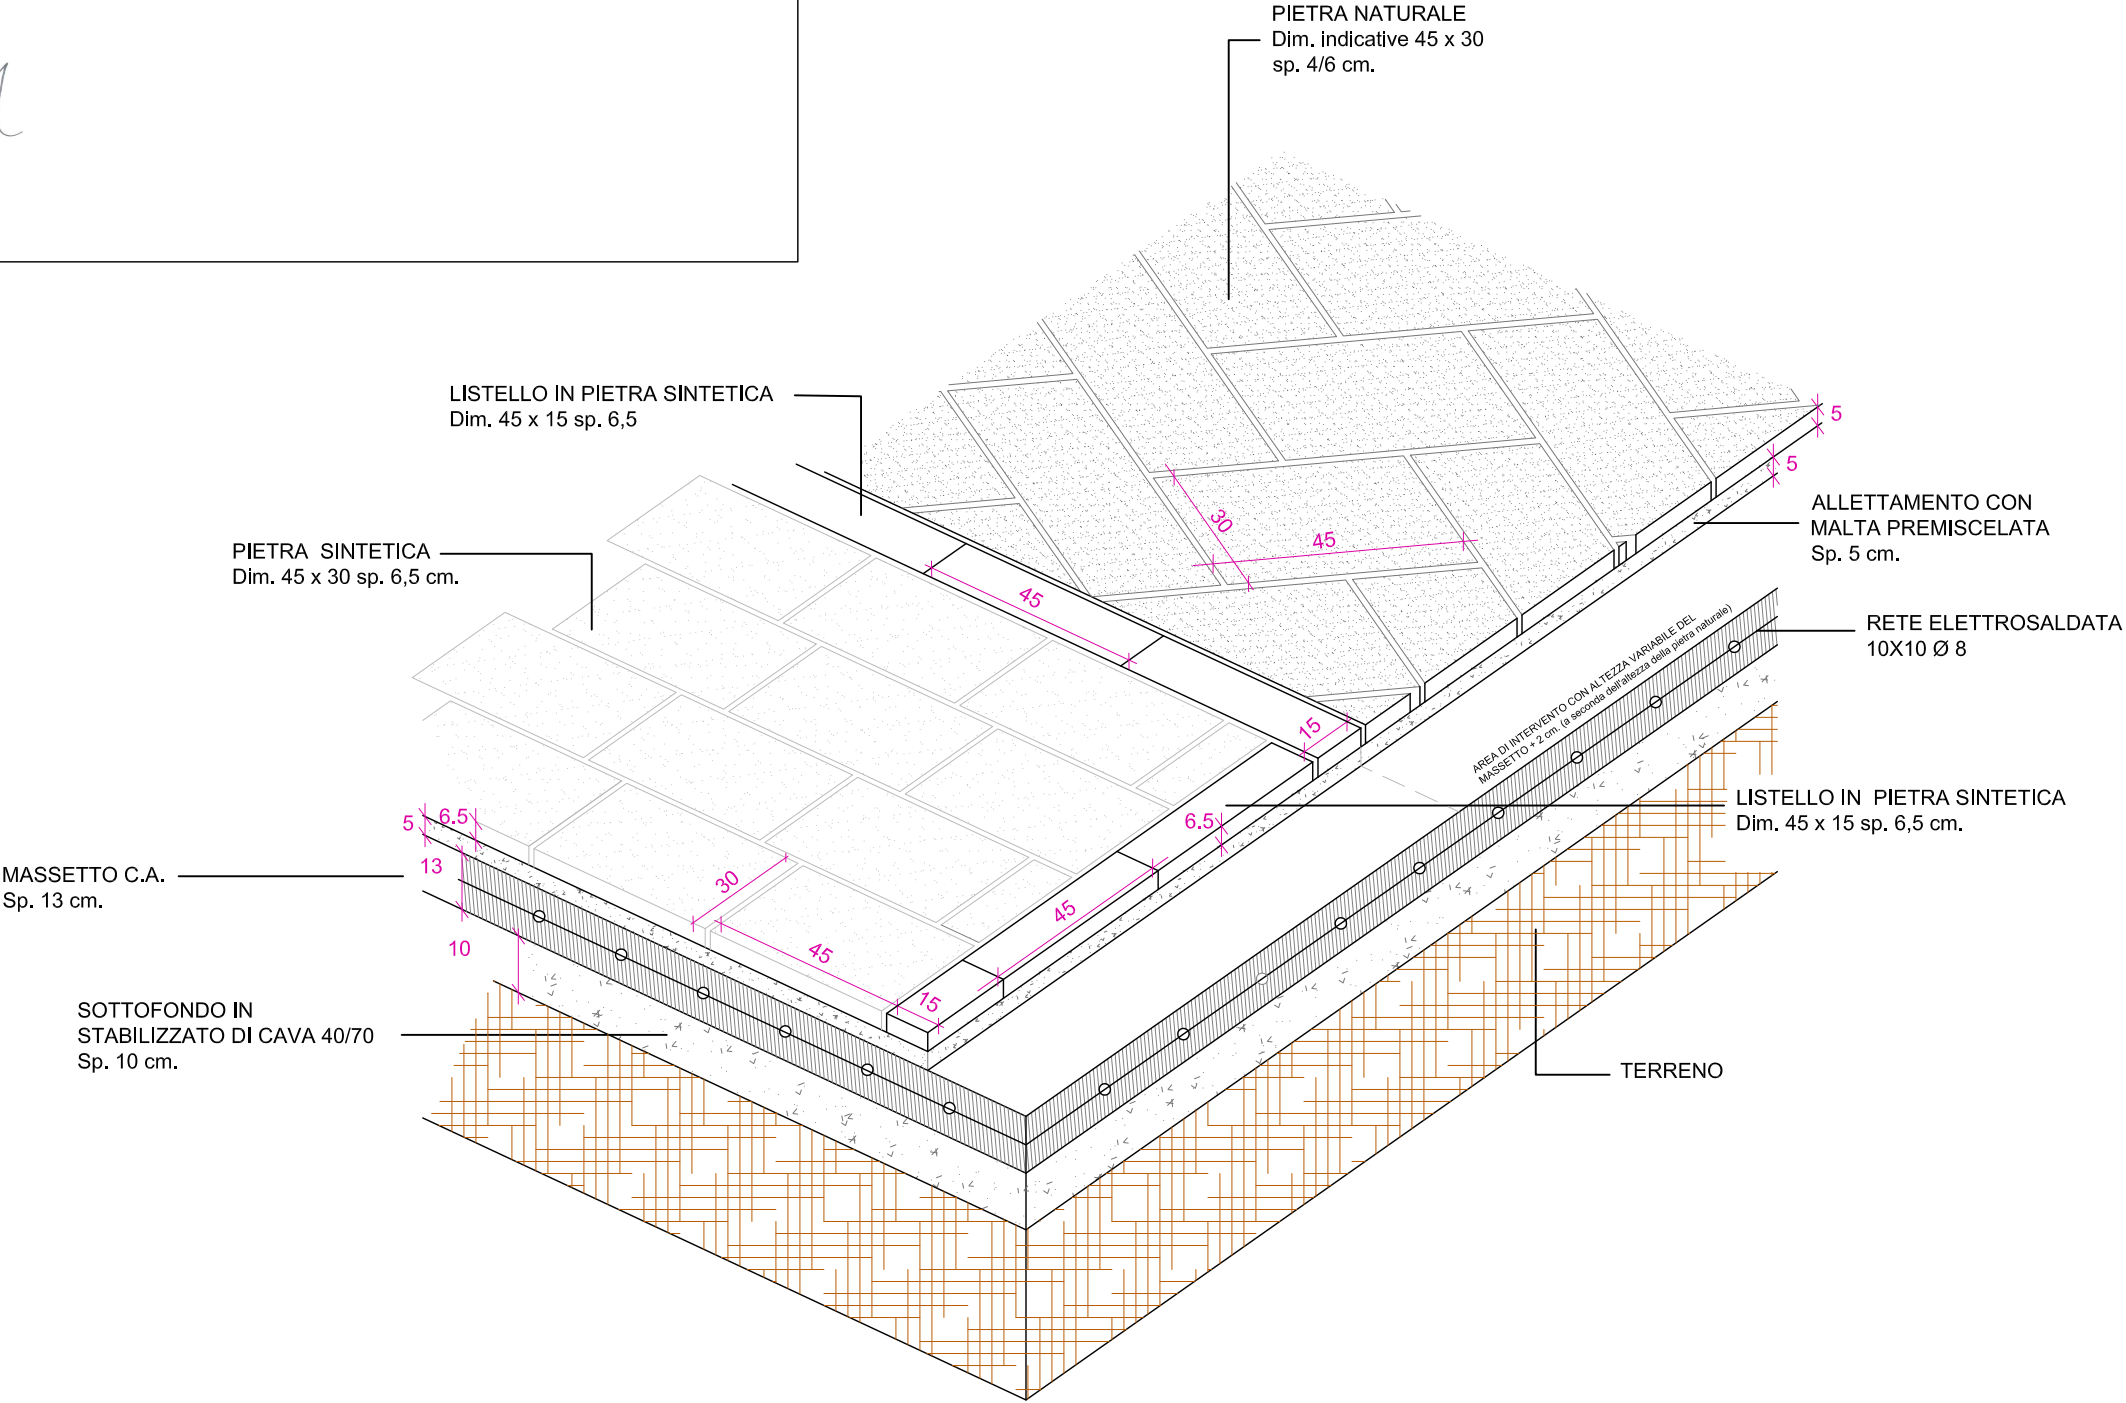 PIETRA NATURALE
Dim. indicative 45 x 30
sp. 4/6 cm.
LISTELLO IN PIETRA SINTETICA
Dim. 45 x 15 sp. 6,5
5
5
30
45
ALLETTAMENTO CON
MALTA PREMISCELATA
Sp. 5 cm.
PIETRA SINTETICA
Dim. 45 x 30 sp. 6,5 cm.
45
RETE ELETTROSALDATA
10X10 Ø 8
AREA DI INTERVENTO CON ALTEZZA VARIABILE DEL
MASSETTO + 2 cm. (a seconda dell'altezza della pietra naturale)
15
LISTELLO IN PIETRA SINTETICA
Dim. 45 x 15 sp. 6,5 cm.
5
6.5
6.5
13
MASSETTO C.A.
Sp. 13 cm.
30
45
10
45
15
SOTTOFONDO IN
STABILIZZATO DI CAVA 40/70
Sp. 10 cm.
TERRENO